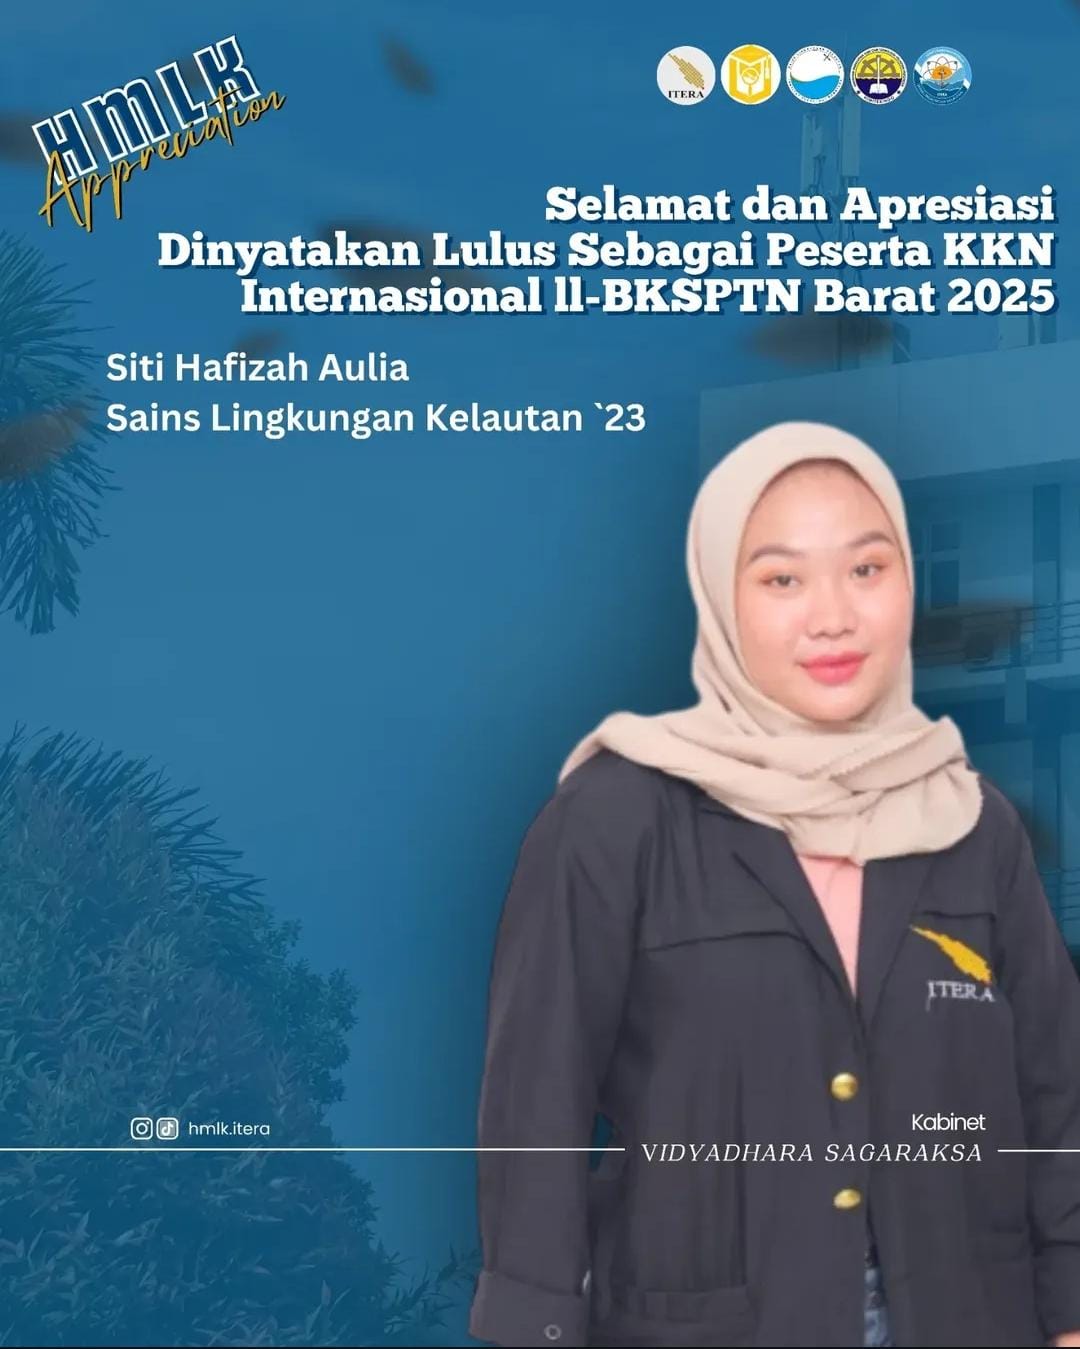 HMLK
Appreciation
ITERA
Selamat dan Apresiasi
Dinyatakan Lulus Sebagai Peserta KKN
Internasional ll-BKSPTN Barat 2025
Siti Hafizah Aulia
Sains Lingkungan Kelautan `23
ITERA
hmlk.itera
Kabinet
VIDYADHARA SAGARAKSA